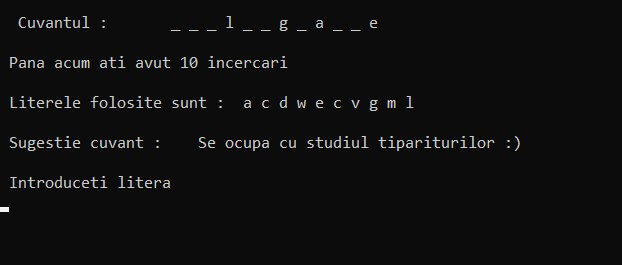 Cuvantul : _ _ _ l _ _ g _ a _ _ e
Pana acum ati avut 10 incercari
Literele folosite sunt : a c d w e c v g m l
Sugestie cuvant : Se ocupa cu studiul tipariturilor :)
Introduceti litera